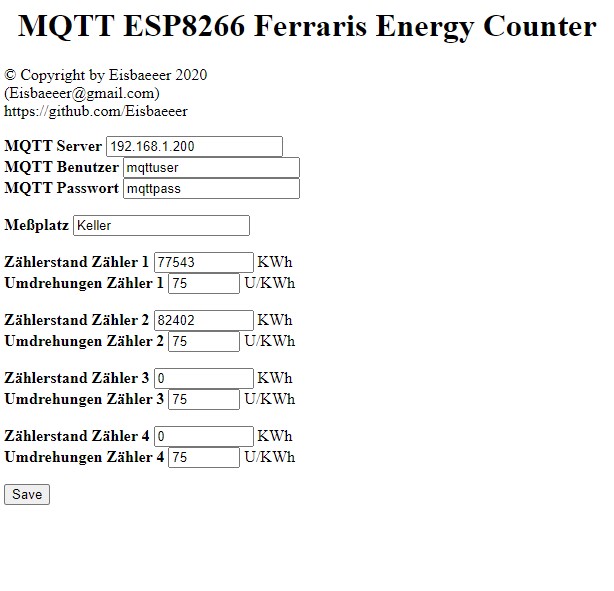 MQTT ESP8266 Ferraris Energy Counter
© Copyright by Eisbaeeer 2020
(Eisbaeeer@gmail.com)
https://github.com/Eisbaeeer
MQTT Server 192.168.1.200
MQTT Benutzer mqttuser
MQTT Passwort mqttpass
Meßplatz Keller
Zählerstand Zähler 1 77543 KWh
Umdrehungen Zähler 1 75 U/KWh
Zählerstand Zähler 2 82402 KWh
Umdrehungen Zähler 2 75 U/KWh
Zählerstand Zähler 3 0 KWh
Umdrehungen Zähler 3 75 U/KWh
Zählerstand Zähler 4 0 KWh
Umdrehungen Zähler 4 75 U/KWh
Save